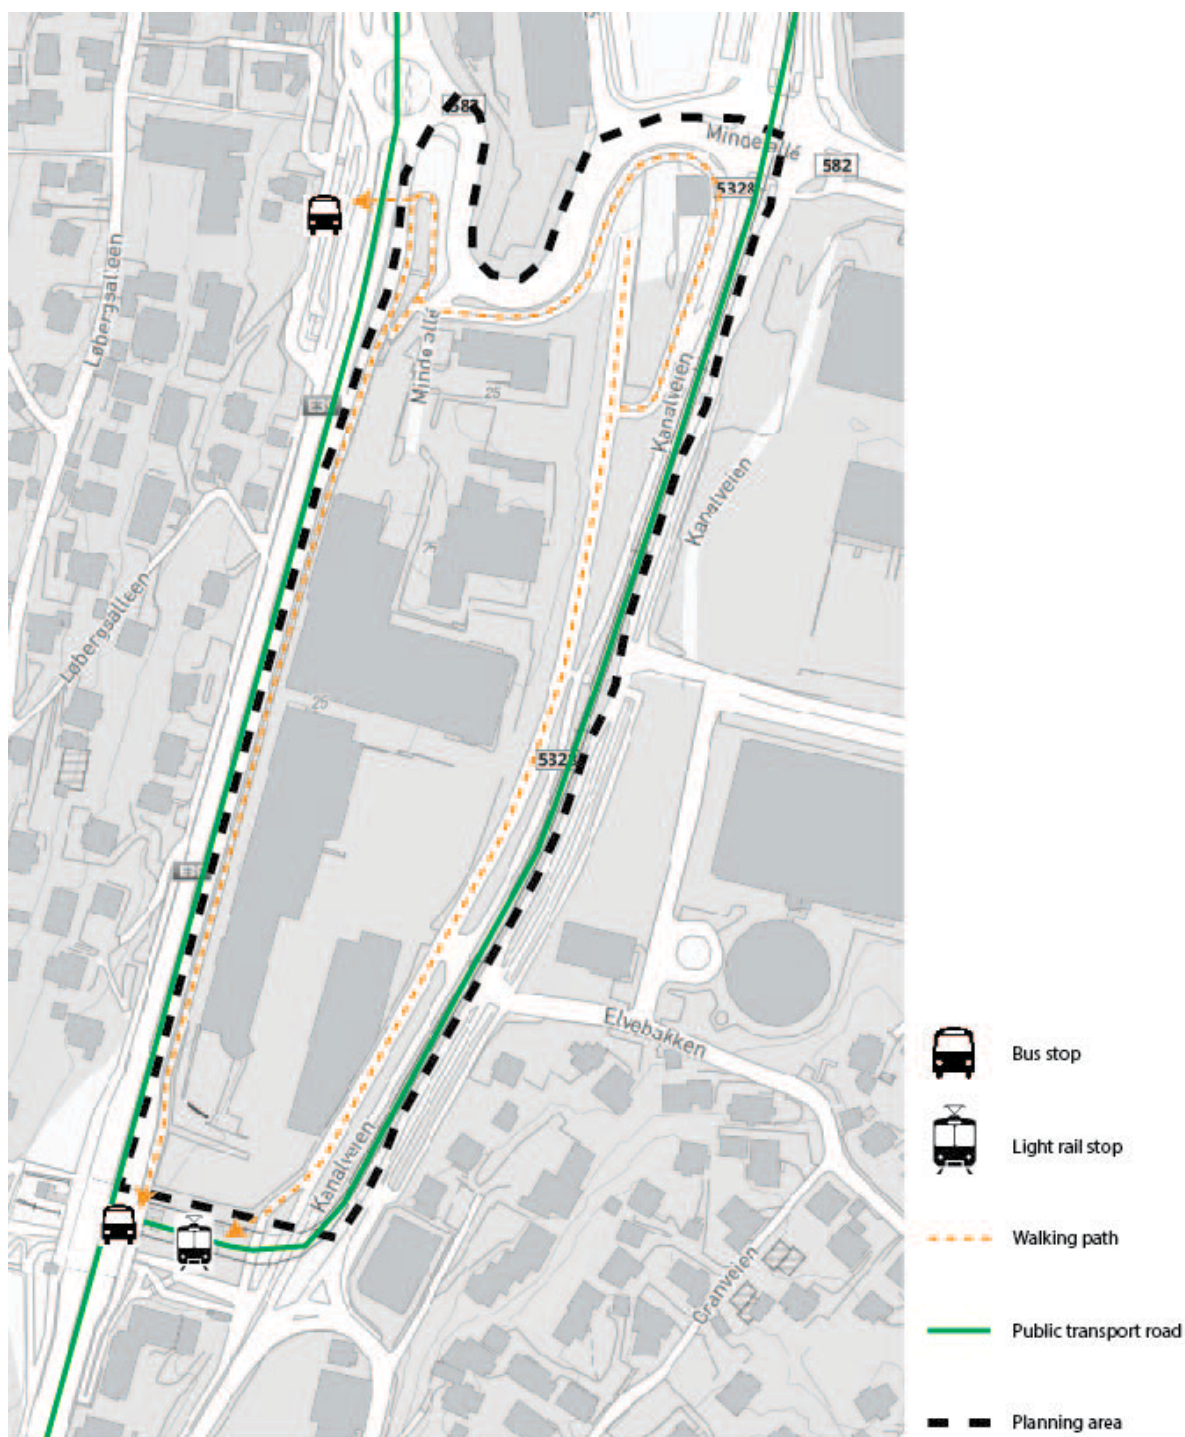 582
Minde allé
582
5328
Løbergsalleen
Minde allé
25
Kanalveien
Kanalveien
Løbergsalleen
25
532
Elvebakken
Bus stop
Light rail stop
Kanalveien
Walking path
Granveien
Public transport road
Planning area